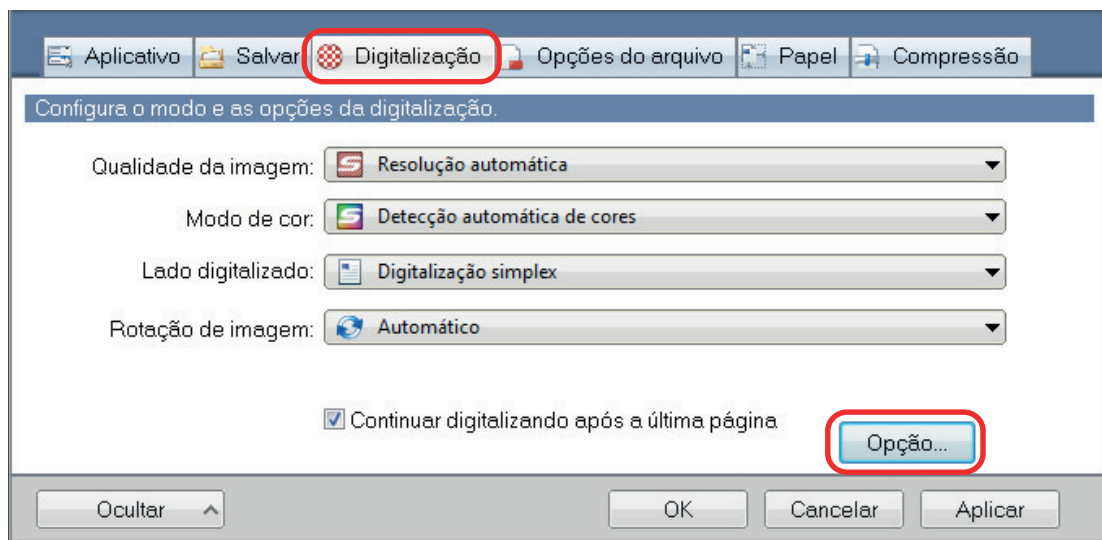 Aplicativo Salvar Digitalização Opções do arquivo Papel Compressão
Configura o modo e as opções da digitalização.
Qualidade da imagem: Resolução automática
Modo de cor: Detecção automática de cores
Lado digitalizado: Digitalização simplex
Rotação de imagem: Automático
Continuar digitalizando após a última página
Opção...
Ocultar OK Cancelar Aplicar